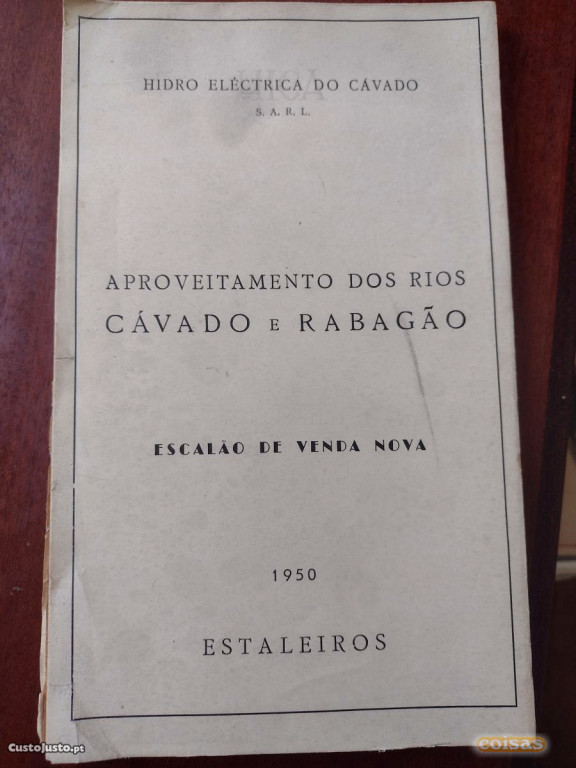 HIDRO ELÉCTRICA DO CÁVADO
S. A. R. L.
APROVEITAMENTO DOS RIOS
CÁVADO E RABAGÃO
ESCALÃO DE VENDA NOVA
1950
ESTALEIROS
CustoJusto.pt
coisas